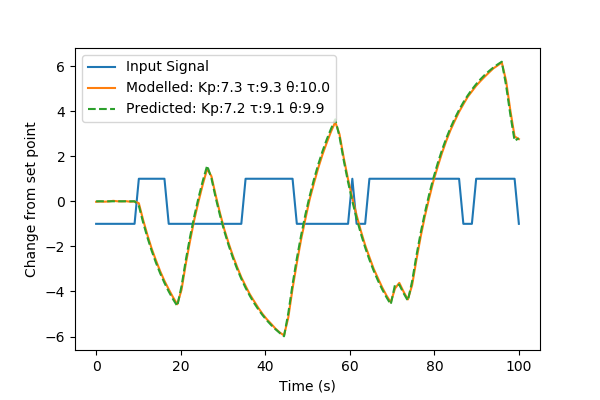 Input Signal
Modelled: Kp:7.3 τ:9.3 θ:10.0
Predicted: Kp:7.2 τ:9.1 θ:9.9
Change from set point
6
4
2
0
−2
−4
−6
0 20 40 60 80 100
Time (s)